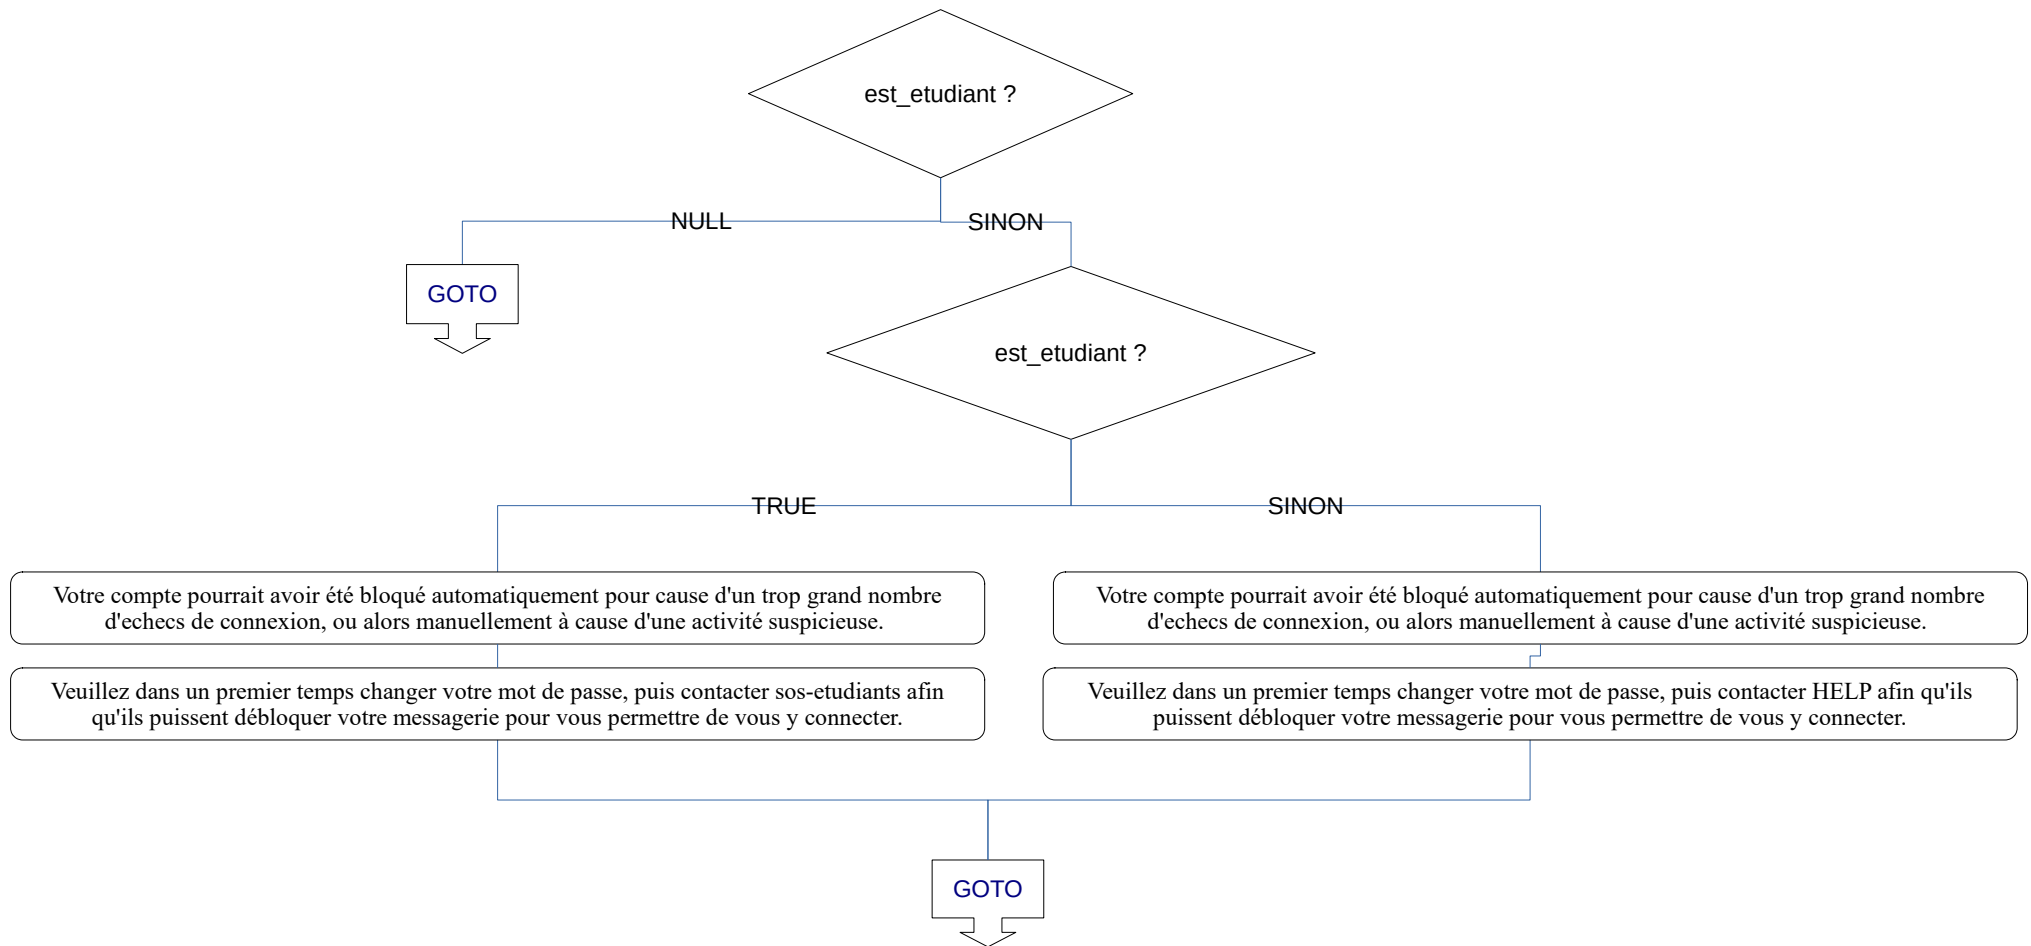 est_etudiant ?
NULL
SINON
GOTO
est_etudiant ?
TRUE
SINON
Votre compte pourrait avoir été bloqué automatiquement pour cause d'un trop grand nombre
d'echecs de connexion, ou alors manuellement à cause d'une activité suspicieuse.
Votre compte pourrait avoir été bloqué automatiquement pour cause d'un trop grand nombre
d'echecs de connexion, ou alors manuellement à cause d'une activité suspicieuse.
Veuillez dans un premier temps changer votre mot de passe, puis contacter sos-etudiants afin
qu'ils puissent débloquer votre messagerie pour vous permettre de vous y connecter.
Veuillez dans un premier temps changer votre mot de passe, puis contacter HELP afin qu'ils
puissent débloquer votre messagerie pour vous permettre de vous y connecter.
GOTO